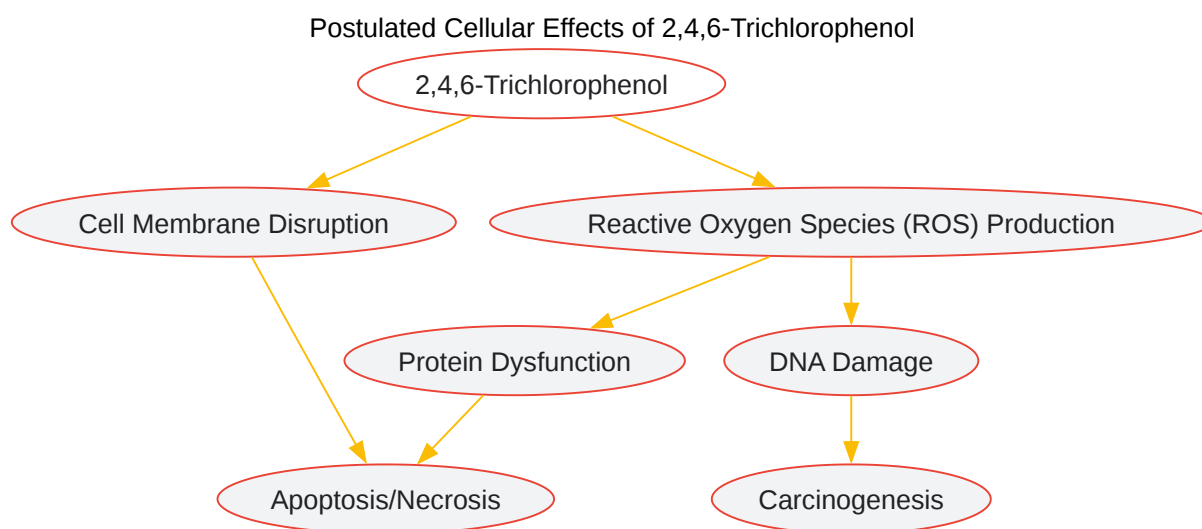 Postulated Cellular Effects of 2,4,6-Trichlorophenol
2,4,6-Trichlorophenol
Cell Membrane Disruption
Reactive Oxygen Species (ROS) Production
Protein Dysfunction
DNA Damage
Apoptosis/Necrosis
Carcinogenesis